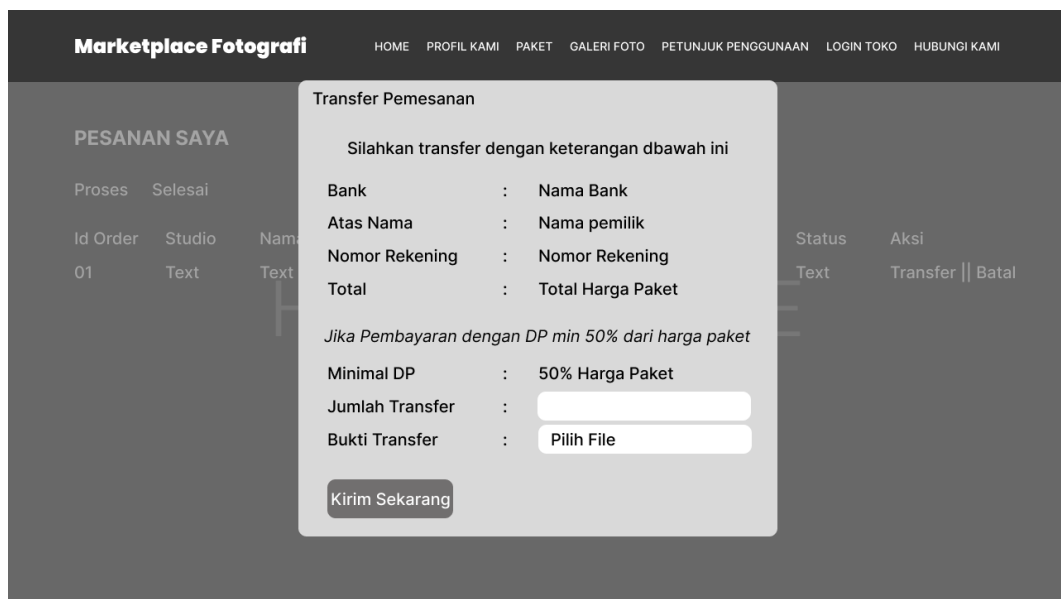 Marketplace Fotografi HOME PROFIL KAMI PAKET GALERI FOTO PETUNJUK PENGGUNAAN LOGIN TOKO HUBUNGI KAMI
Transfer Pemesanan
PESANAN SAYA
Silahkan transfer dengan keterangan dbawah ini
Proses Selesai
Bank : Nama Bank
Atas Nama : Nama pemilik
Id Order Studio Status Aksi
Nomor Rekening : Nomor Rekening
01 Text Text Text Transfer || Batal
Total : Total Harga Paket
Jika Pembayaran dengan DP min 50% dari harga paket
Minimal DP : 50% Harga Paket
Jumlah Transfer :
Bukti Transfer : Pilih File
Kirim Sekarang